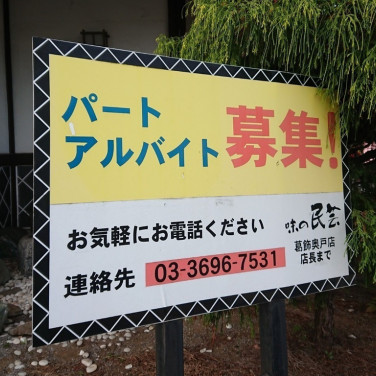 パート
アルバイト
募集!
お気軽にお電話ください
連絡先 03-3696-7531
味の民芸
葛飾奥戸店
店長まで